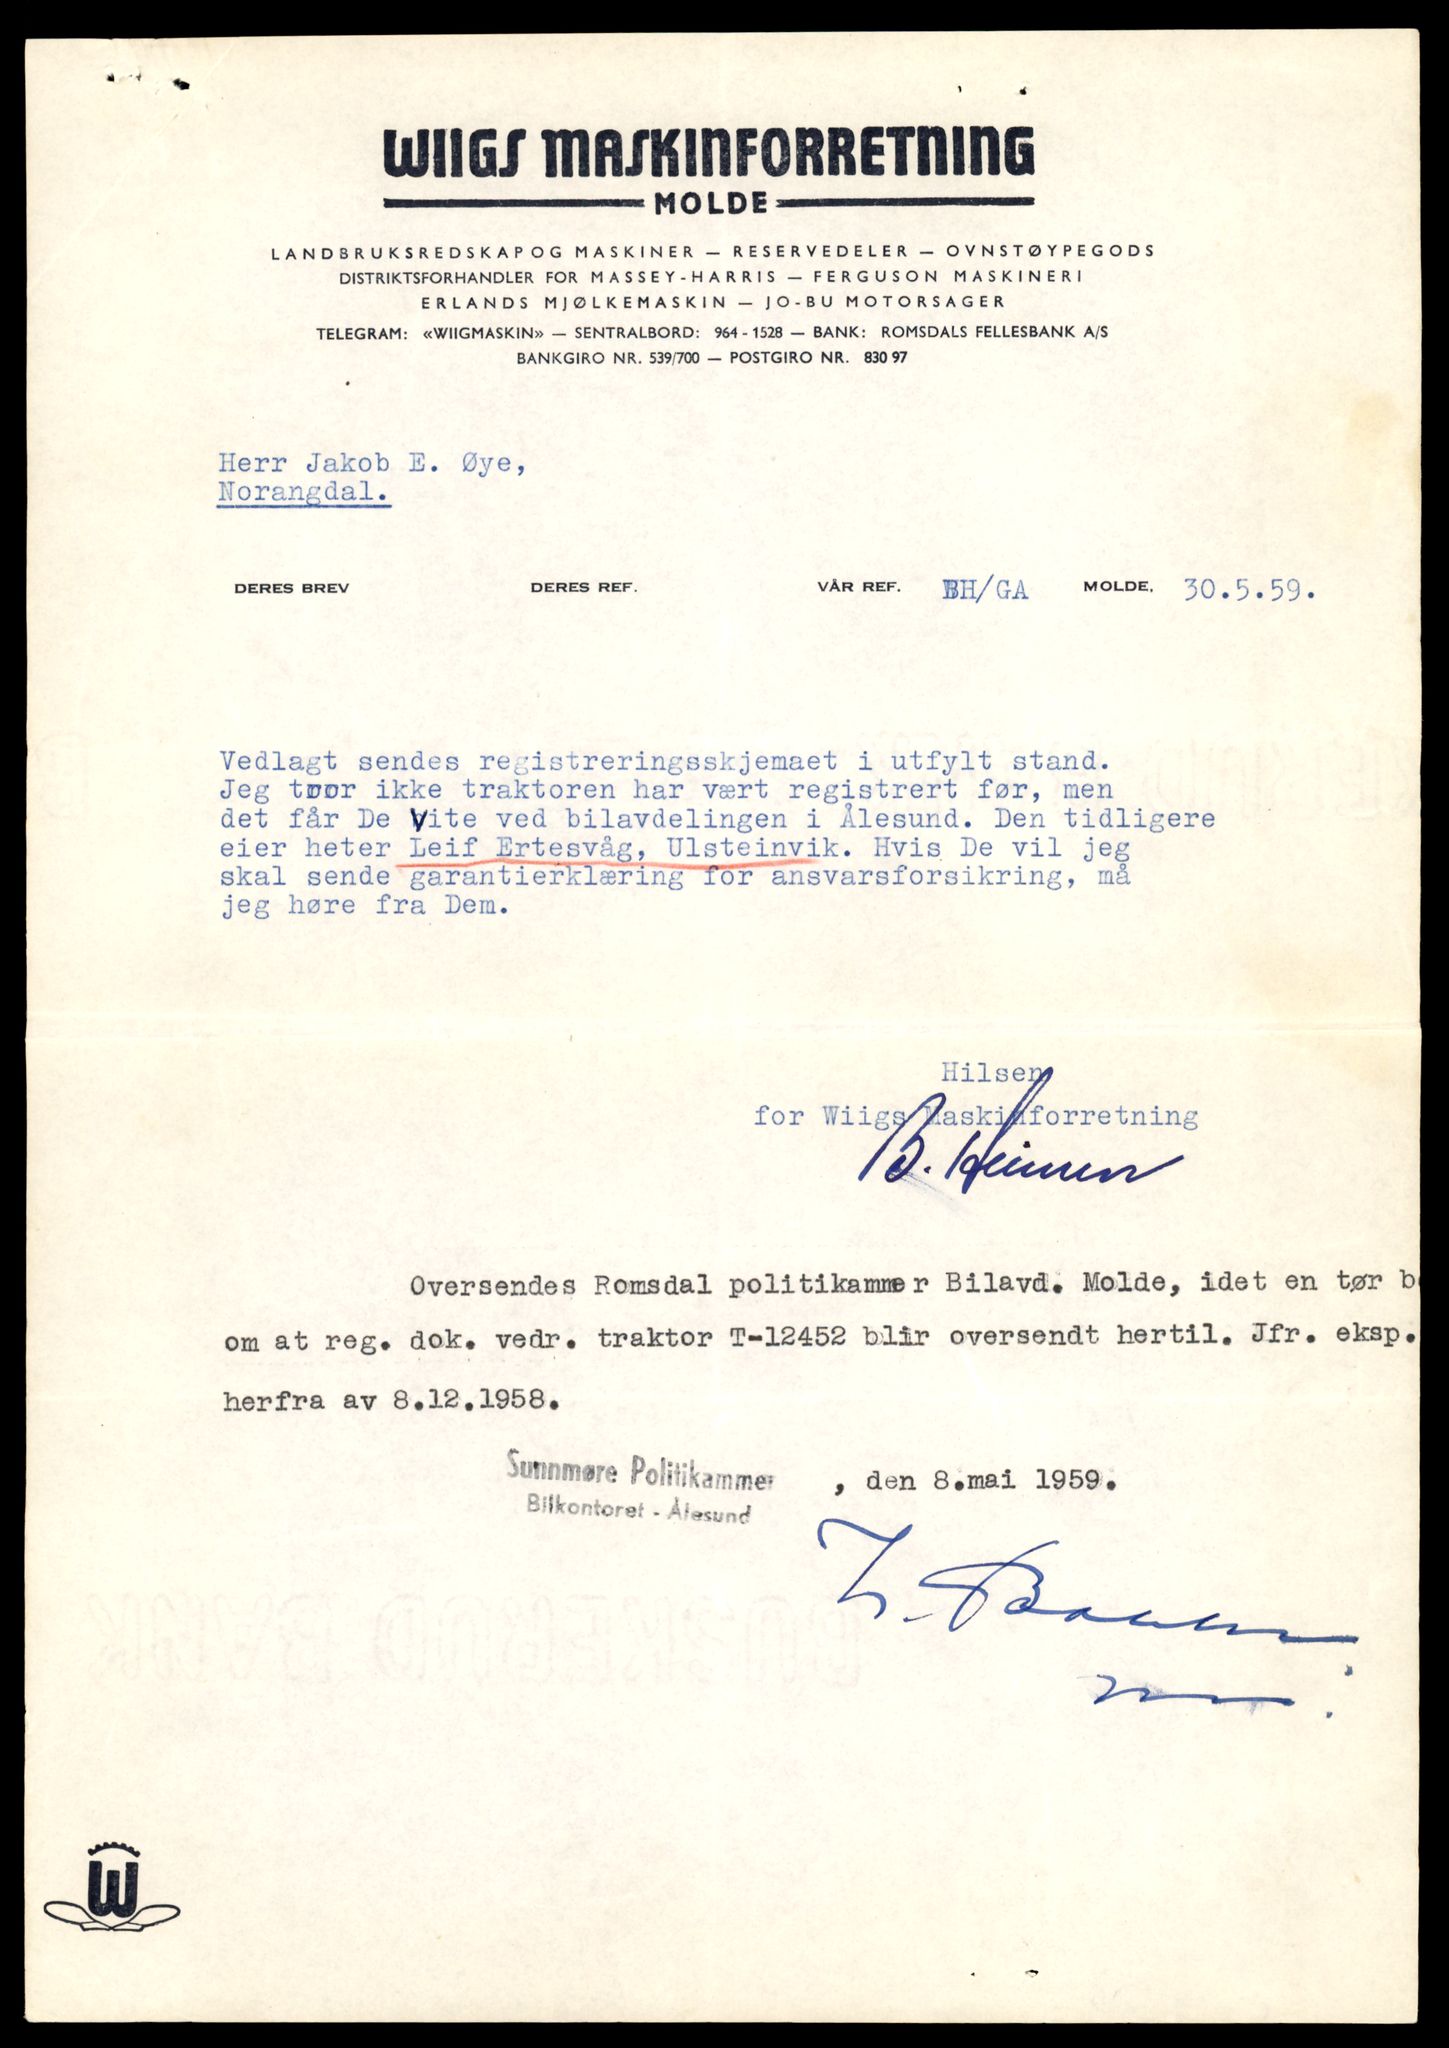 WIIGS MASKINFORRETNING
MOLDE
LANDBRUKSREDSKAP OG MASKINER — RESERVEDELER — OVNSTØYPEGODS
DISTRIKTSFORHANDLER FOR MASSEY-HARRIS — FERGUSON MASKINERI
ERLANDS MJØLKEMASKIN — JO-BU MOTORSAGER
TELEGRAM: «WIIGMASKIN» — SENTRALBORD: 964 - 1528 — BANK: ROMSDALS FELLESBANK A/S
BANKGIRO NR. 539/700 — POSTGIRO NR. 830 97
Herr Jakob E. Øye,
Norangdal.
DERES BREV DERES REF. VÅR REF. BH/GA MOLDE, 30.5.59.
Vedlagt sendes registreringsskjemaet i utfylt stand.
Jeg tror ikke traktoren har vært registrert før, men
det får De Vite ved bilavdelingen i Ålesund. Den tidligere
eier heter Leif Ertesvåg, Ulsteinvik. Hvis De vil jeg
skal sende garantierklæring for ansvarsforsikring, må
jeg høre fra Dem.
Hilsen
for Wiigs Maskinforretning
B.
Oversendes Romsdal politikammer Bilavd. Molde, idet en tør b
om at reg. dok. vedr. traktor T-12452 blir oversendt hertil. Jfr. eksp.
herfra av 8.12.1958.
Sunnmøre Politikammer , den 8.mai 1959.
Bilkontoret - Ålesund
W